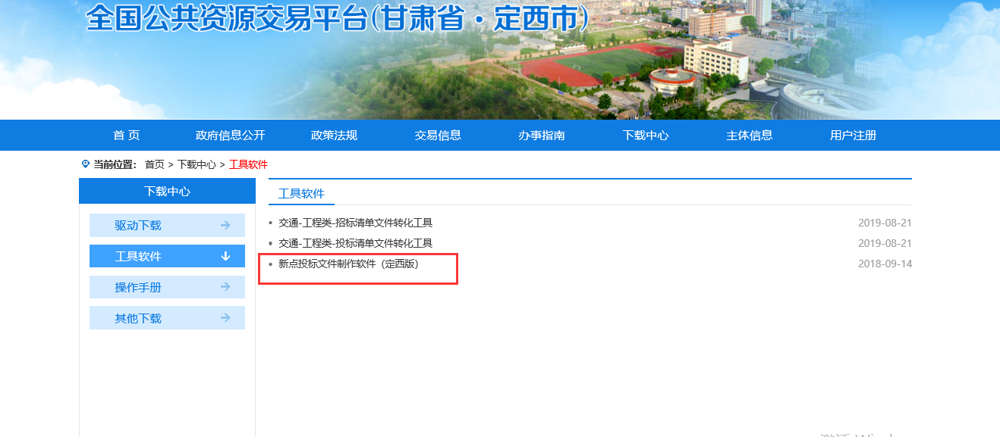 全国公共资源交易平台(甘肃省·定西市)
首 页 政府信息公开 政策法规 交易信息 办事指南 下载中心 主体信息 用户注册
当前位置： 首页 > 下载中心 > 工具软件
下载中心
驱动下载
工具软件
操作手册
其他下载
工具软件
交通-工程类-招标清单文件转化工具 2019-08-21
交通-工程类-投标清单文件转化工具 2019-08-21
新点投标文件制作软件（定西版） 2018-09-14